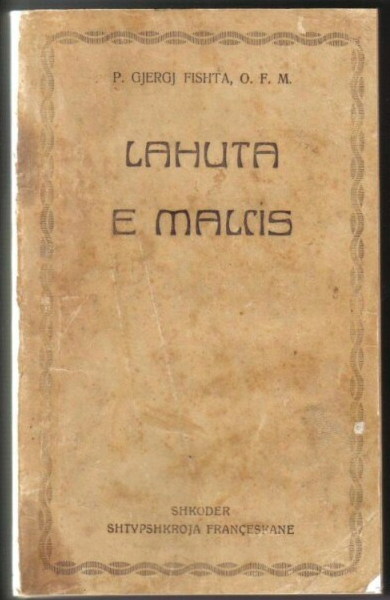 P. GJERGJ FISHTA, O. F. M.
LAHUTA
E MALCIS
SHKODER
SHTYPSHKROJA FRANÇESKANE